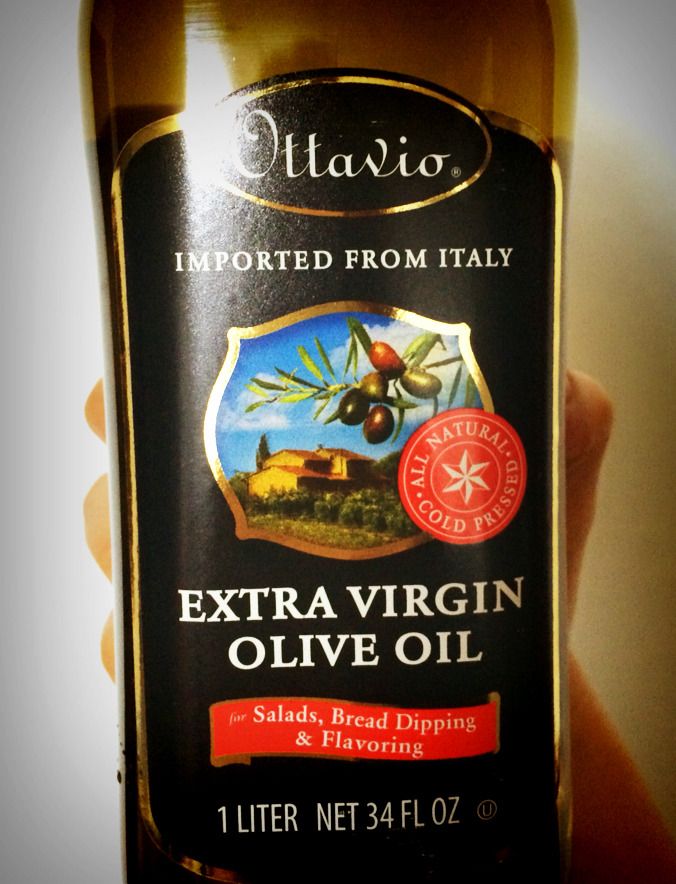 Ottavio®
IMPORTED FROM ITALY
ALL NATURAL •
COLD PRESSED •
EXTRA VIRGIN
OLIVE OIL
for Salads, Bread Dipping
& Flavoring
1 LITER NET 34 FL OZ Ⓤ